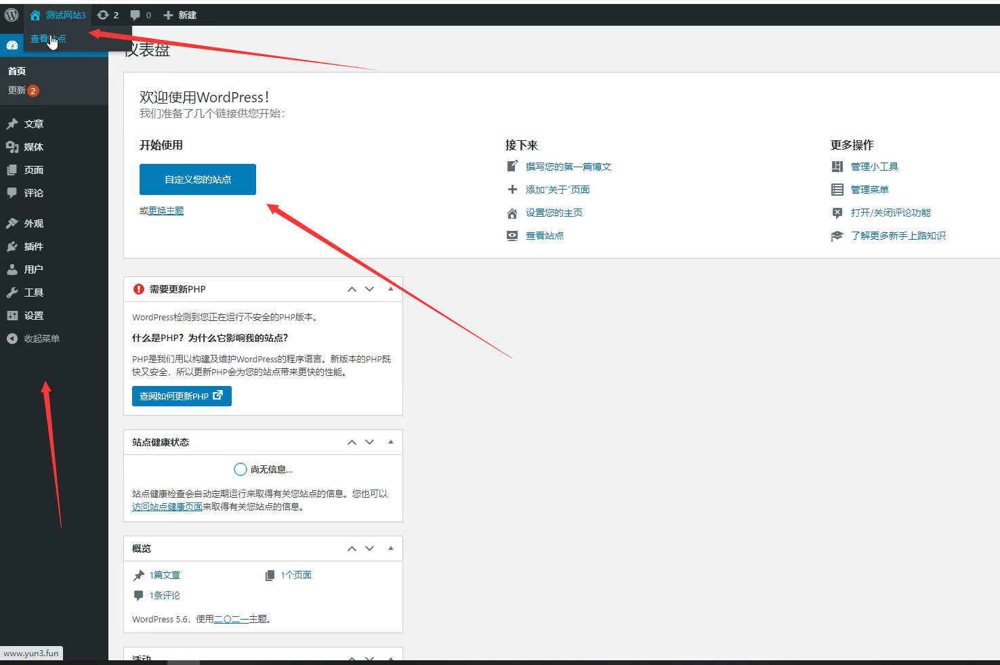 测试网站3
2
0
新建
查看站点
仪表盘
首页
更新 2
文章
媒体
页面
评论
外观
插件
用户
工具
设置
收起菜单
欢迎使用WordPress!
我们准备了几个链接供您开始:
开始使用
自定义您的站点
或更换主题
接下来
撰写您的第一篇博文
添加“关于”页面
设置您的主页
查看站点
更多操作
管理小工具
管理菜单
打开/关闭评论功能
了解更多新手上路知识
需要更新PHP
WordPress检测到您正在运行不安全的PHP版本。
什么是PHP？为什么它影响我的站点？
PHP是我们用以构建及维护WordPress的程序语言。新版本的PHP既
快又安全，所以更新PHP会为您的站点带来更快的性能。
查阅如何更新PHP
站点健康状态
尚无信息...
站点健康检查会自动定期运行来取得有关您站点的信息。您也可以
访问站点健康页面来取得有关您站点的信息。
概览
1篇文章
1个页面
1条评论
WordPress 5.6，使用二〇二一主题。
活动
www.yun3.fun